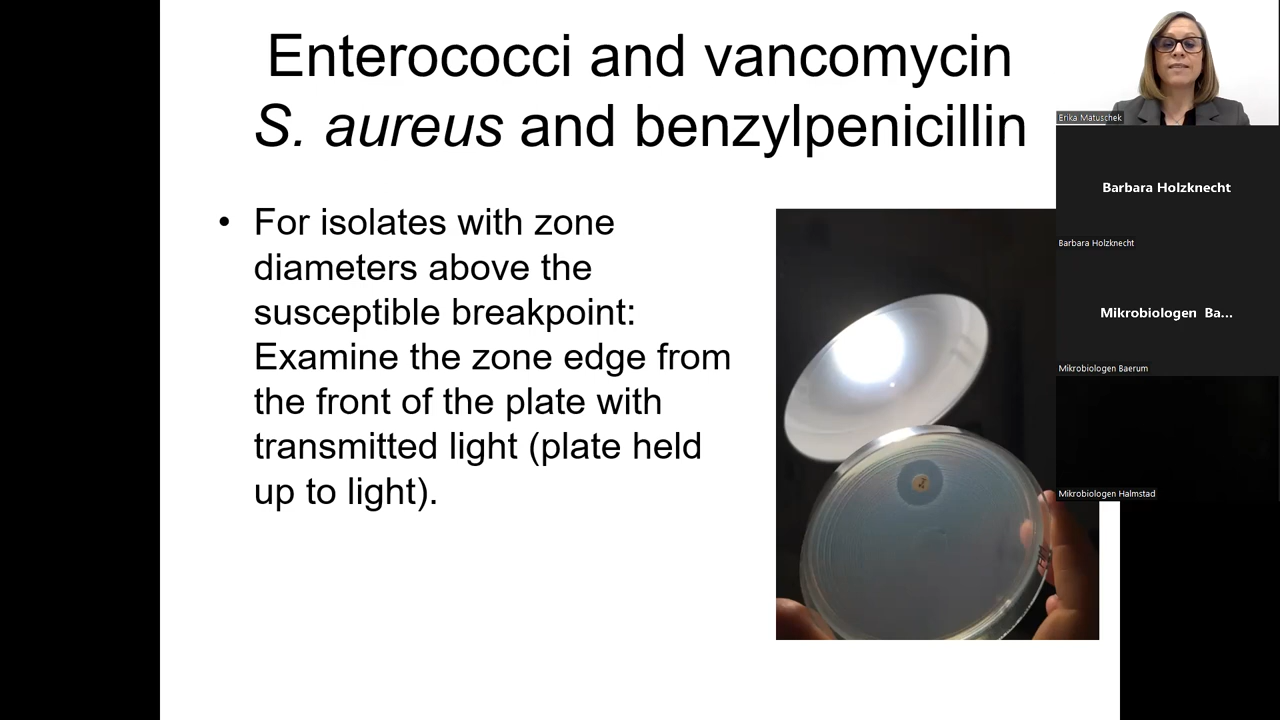 Enterococci and vancomycin
S. aureus and benzylpenicillin
• For isolates with zone
diameters above the
susceptible breakpoint:
Examine the zone edge from
the front of the plate with
transmitted light (plate held
up to light).
Erika Matuschek
Barbara Holzknecht
Barbara Holzknecht
Mikrobiologen Ba...
Mikrobiologen Baerum
Mikrobiologen Halmstad